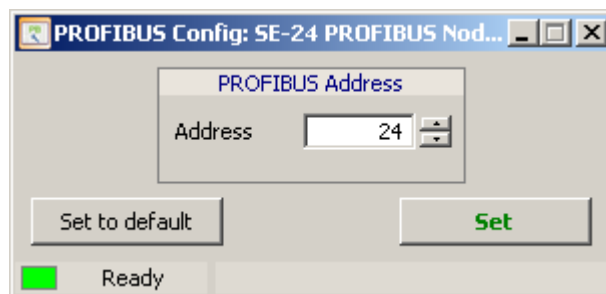 PROFIBUS Config: SE-24 PROFIBUS Nod...
PROFIBUS Address
Address 24
Set to default Set
Ready